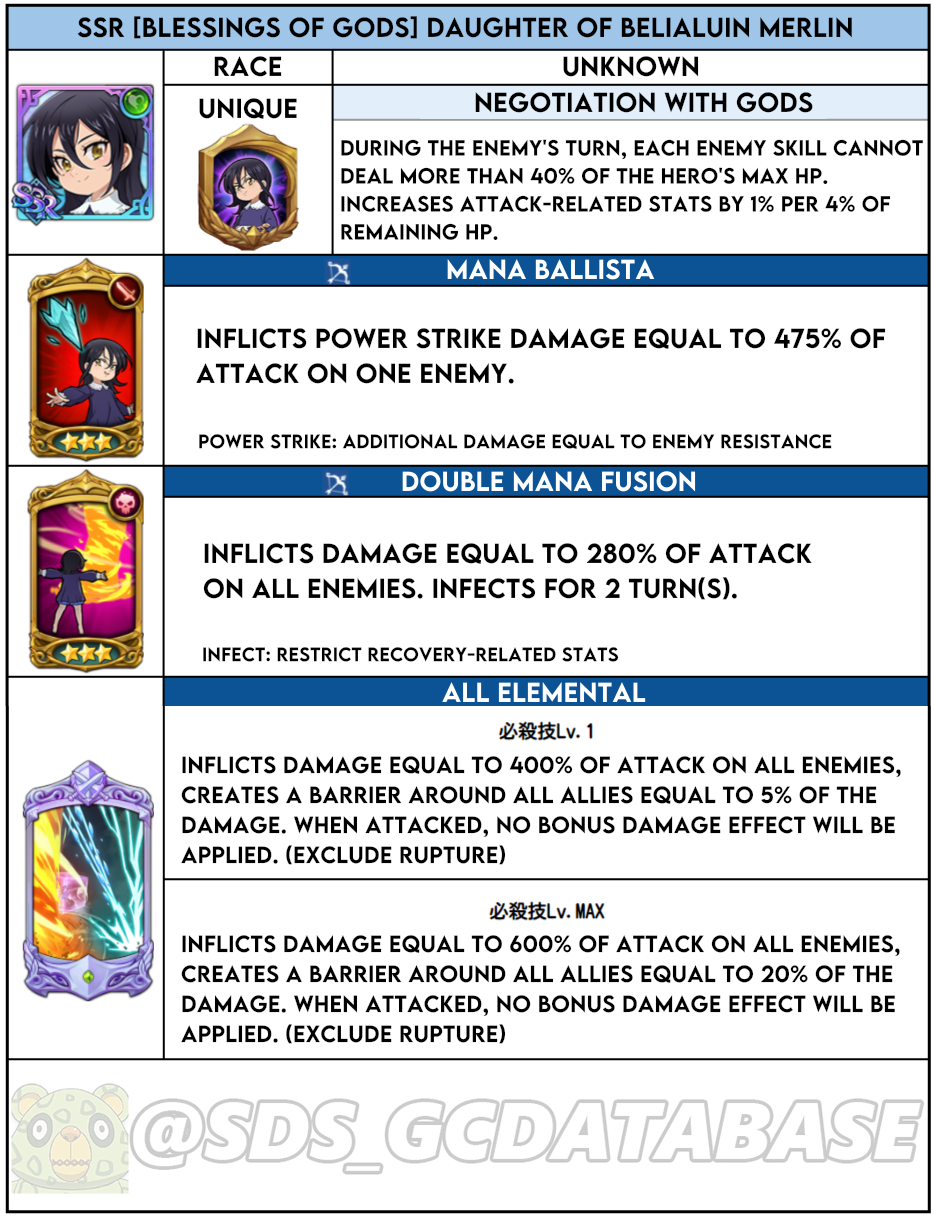 SSR [BLESSINGS OF GODS] DAUGHTER OF BELIALUIN MERLIN
RACE
UNKNOWN
SSR
UNIQUE
NEGOTIATION WITH GODS
DURING THE ENEMY'S TURN, EACH ENEMY SKILL CANNOT
DEAL MORE THAN 40% OF THE HERO'S MAX HP.
INCREASES ATTACK-RELATED STATS BY 1% PER 4% OF
REMAINING HP.
MANA BALLISTA
INFLICTS POWER STRIKE DAMAGE EQUAL TO 475% OF
ATTACK ON ONE ENEMY.
POWER STRIKE: ADDITIONAL DAMAGE EQUAL TO ENEMY RESISTANCE
DOUBLE MANA FUSION
INFLICTS DAMAGE EQUAL TO 280% OF ATTACK
ON ALL ENEMIES. INFECTS FOR 2 TURN(S).
INFECT: RESTRICT RECOVERY-RELATED STATS
ALL ELEMENTAL
必殺技Lv. 1
INFLICTS DAMAGE EQUAL TO 400% OF ATTACK ON ALL ENEMIES,
CREATES A BARRIER AROUND ALL ALLIES EQUAL TO 5% OF THE
DAMAGE. WHEN ATTACKED, NO BONUS DAMAGE EFFECT WILL BE
APPLIED. (EXCLUDE RUPTURE)
必殺技Lv. MAX
INFLICTS DAMAGE EQUAL TO 600% OF ATTACK ON ALL ENEMIES,
CREATES A BARRIER AROUND ALL ALLIES EQUAL TO 20% OF THE
DAMAGE. WHEN ATTACKED, NO BONUS DAMAGE EFFECT WILL BE
APPLIED. (EXCLUDE RUPTURE)
@SDS_GCDATABASE